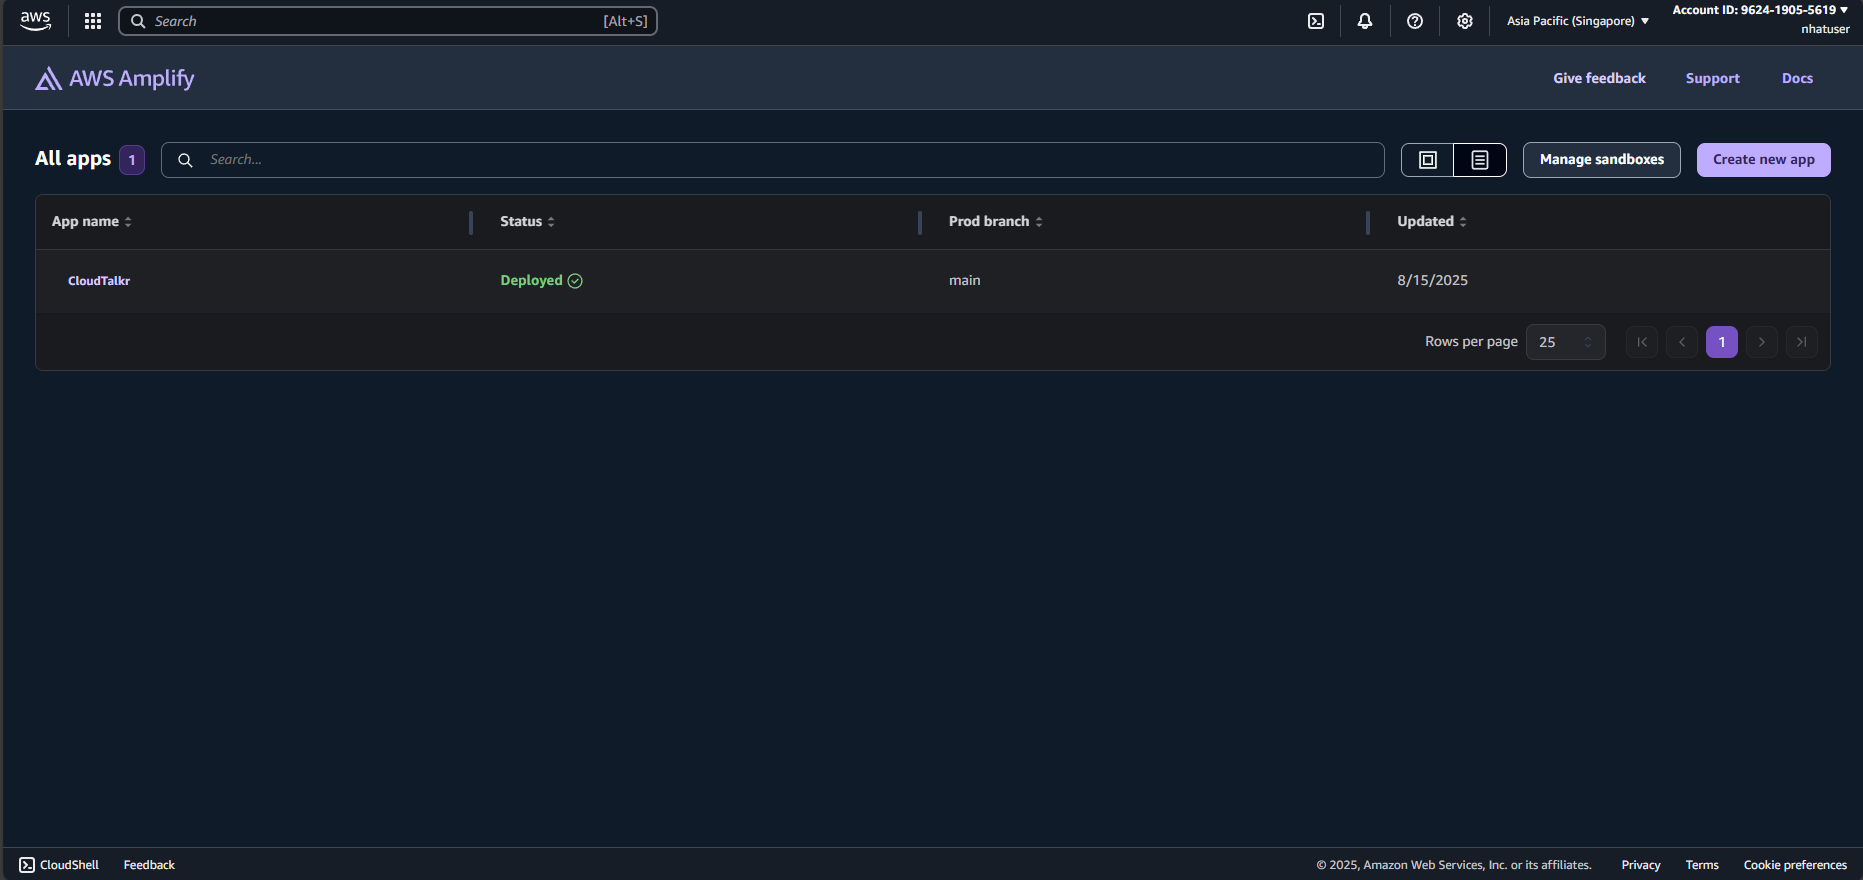 aws
Search
[Alt+S]
Asia Pacific (Singapore)
Account ID: 9624-1905-5619
nhatuser
AWS Amplify
Give feedback
Support
Docs
All apps
1
Search...
Manage sandboxes
Create new app
App name
Status
Prod branch
Updated
CloudTalkr
Deployed
main
8/15/2025
Rows per page
25
1
CloudShell
Feedback
© 2025, Amazon Web Services, Inc. or its affiliates.
Privacy
Terms
Cookie preferences